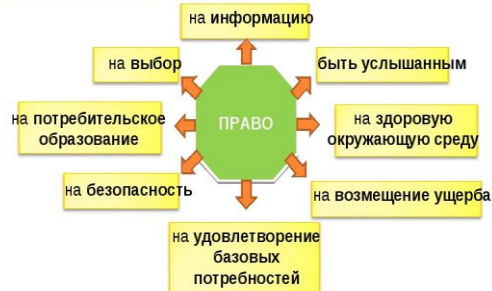 на информацию
на выбор
быть услышанным
на потребительское
образование
ПРАВО
на здоровую
окружающую среду
на безопасность
на возмещение ущерба
на удовлетворение
базовых
потребностей